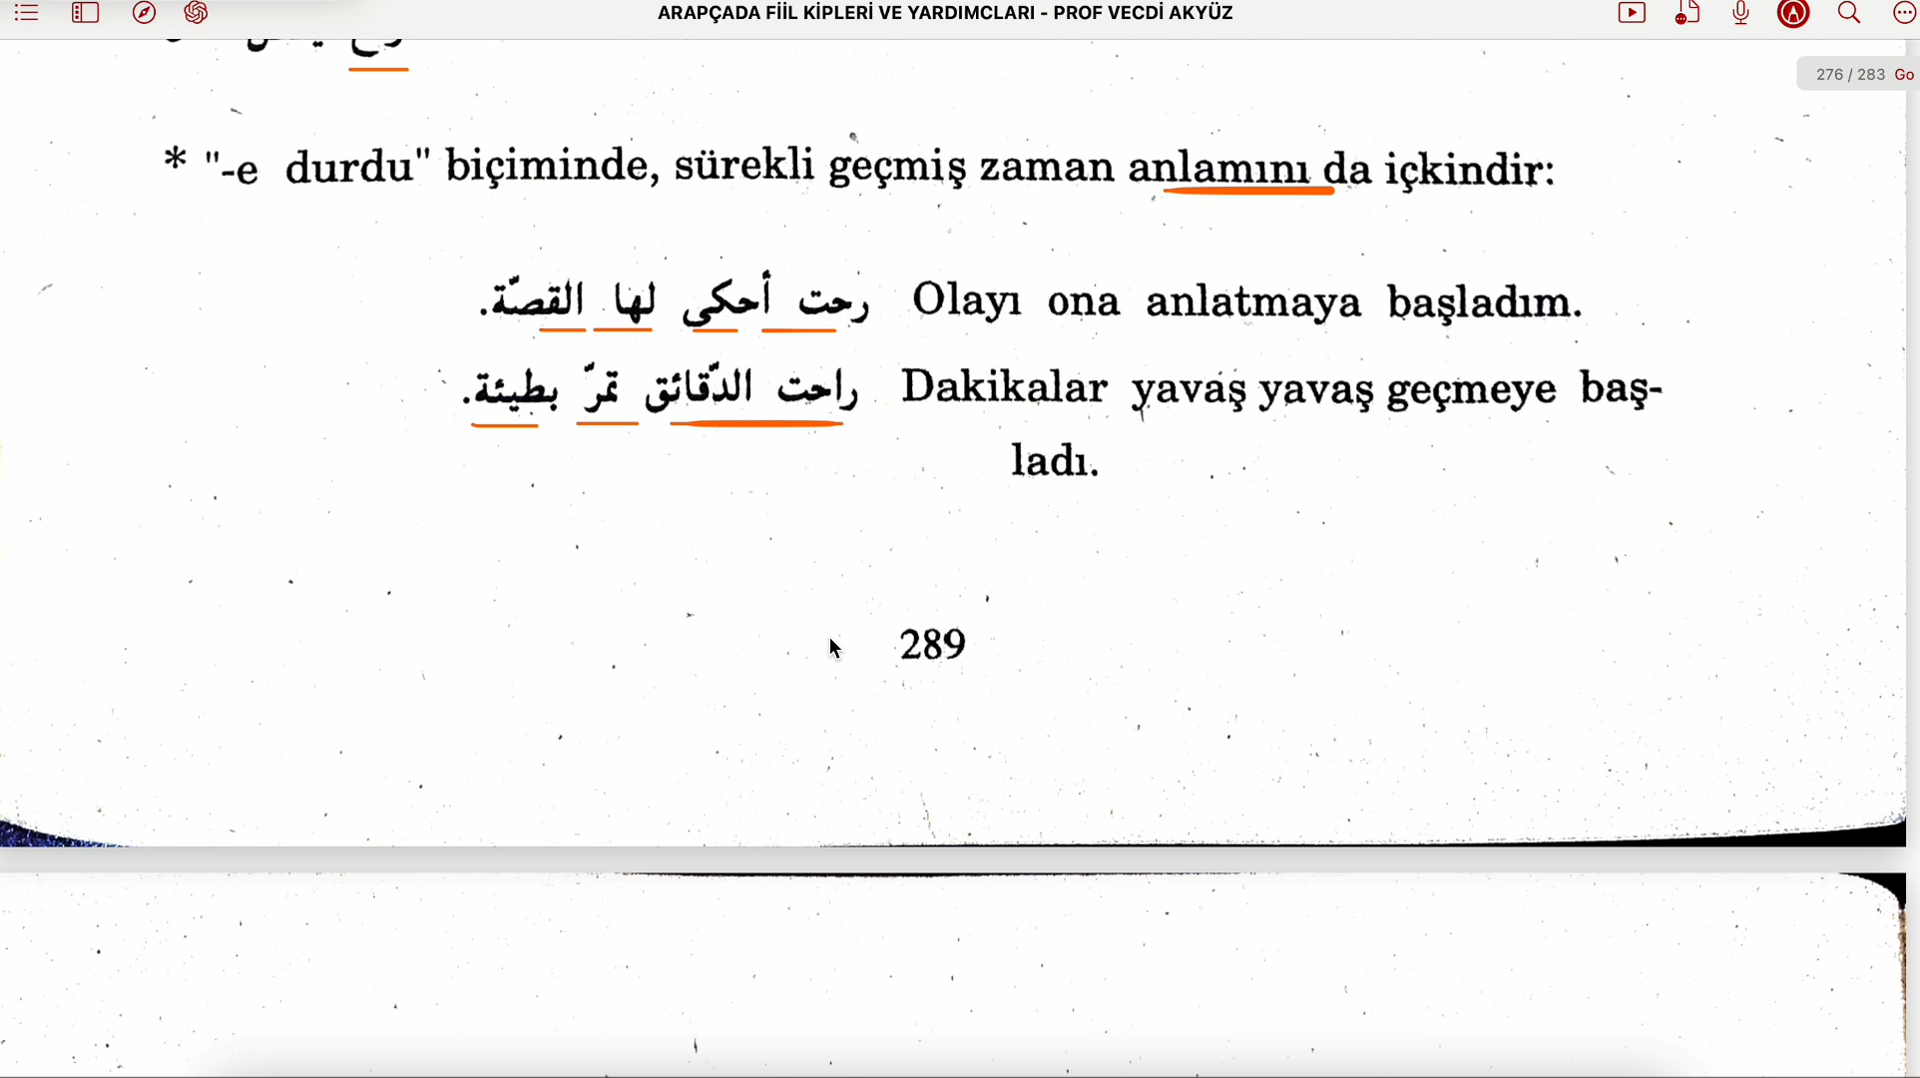 ARAPÇADA FİİL KİPLERİ VE YARDIMCLARI - PROF VECDİ AKYÜZ
276 / 283 Go
* "-e durdu" biçiminde, sürekli geçmiş zaman anlamını da içkindir:
رحت أحكى لها القصّة. Olayı ona anlatmaya başladım.
راحت الدّقائق تمرّ بطيئة. Dakikalar yavaş yavaş geçmeye baş-
ladı.
289